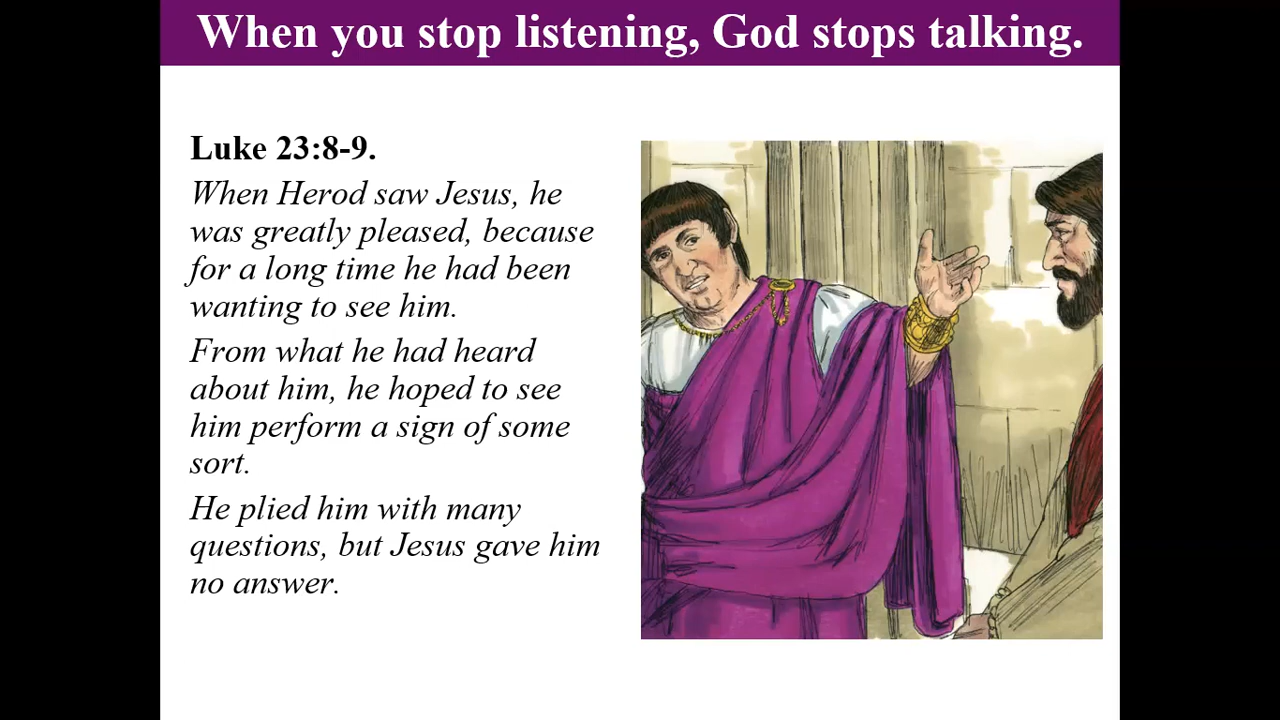 When you stop listening, God stops talking.
Luke 23:8-9.
When Herod saw Jesus, he
was greatly pleased, because
for a long time he had been
wanting to see him.
From what he had heard
about him, he hoped to see
him perform a sign of some
sort.
He plied him with many
questions, but Jesus gave him
no answer.